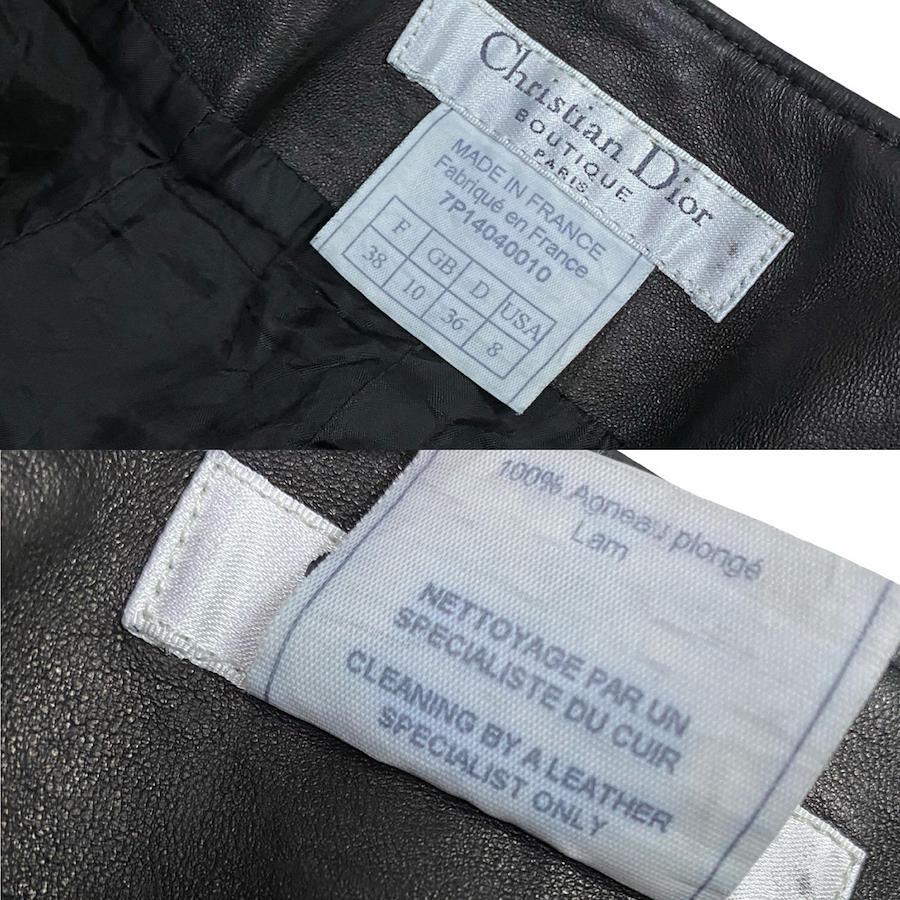 Christian Dior
BOUTIQUE
PARIS
MADE IN FRANCE
Fabriqué en France
7P14040010
F GB D USA
38 10 36 8
100% Agneau plongé
Lam
NETTOYAGE PAR UN
SPECIALISTE DU CUIR
CLEANING BY A LEATHER
SPECIALIST ONLY